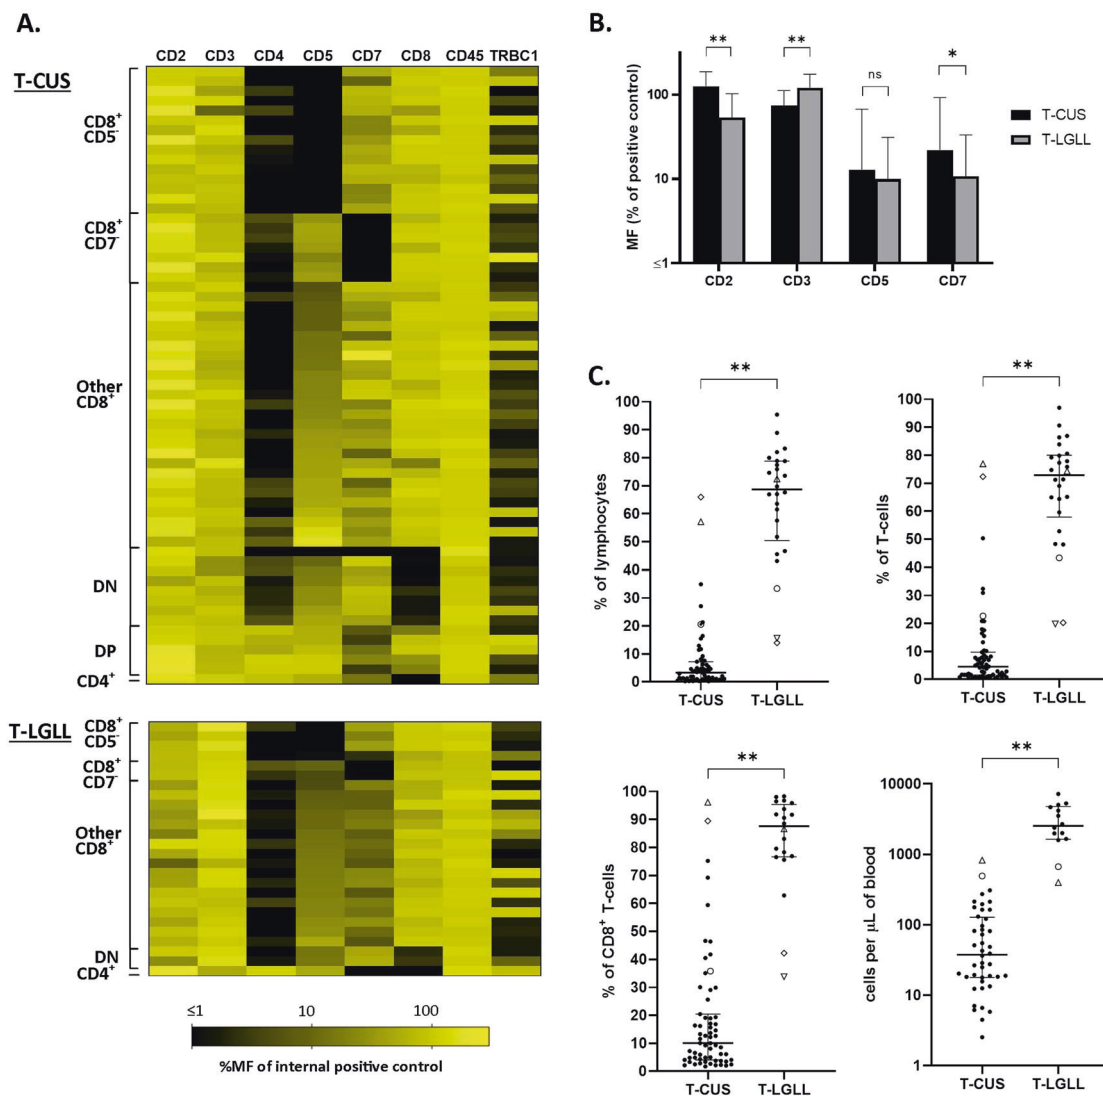 A.
CD2 CD3 CD4 CD5 CD7 CD8 CD45 TRBC1
T-CUS
CD8+
CD5-
CD8+
CD7-
Other
CD8+
DN
DP
CD4+
T-LGLL
CD8+
CD5-
CD8+
CD7-
Other
CD8+
DN
CD4+
≤1 10 100
%MF of internal positive control
B.
** ** ns *
MF (% of positive control)
100
10
≤1
CD2 CD3 CD5 CD7
T-CUS
T-LGLL
C.
**
% of lymphocytes
100
90
80
70
60
50
40
30
20
10
0
T-CUS T-LGLL
**
% of T-cells
100
90
80
70
60
50
40
30
20
10
0
T-CUS T-LGLL
**
% of CD8+ T-cells
100
90
80
70
60
50
40
30
20
10
0
T-CUS T-LGLL
**
cells per µL of blood
10000
1000
100
10
1
T-CUS T-LGLL